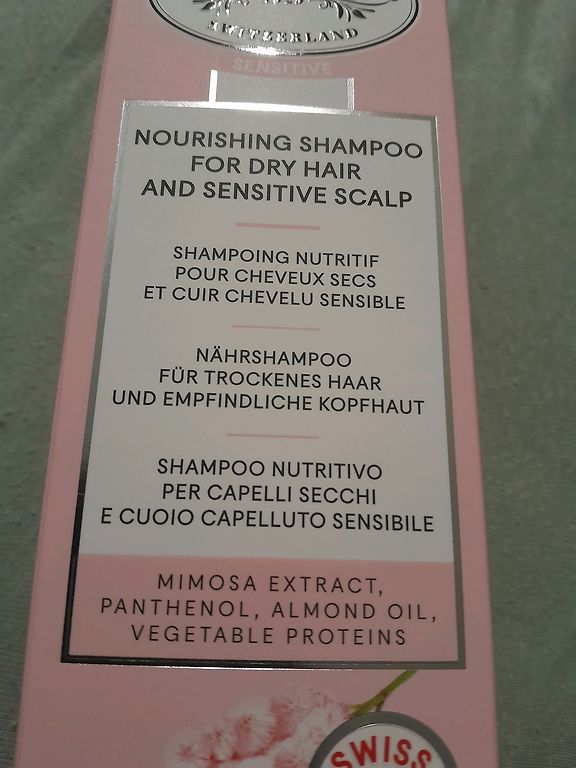 SWITZERLAND
SENSITIVE
NOURISHING SHAMPOO
FOR DRY HAIR
AND SENSITIVE SCALP
SHAMPOING NUTRITIF
POUR CHEVEUX SECS
ET CUIR CHEVELU SENSIBLE
NÄHRSHAMPOO
FÜR TROCKENES HAAR
UND EMPFINDLICHE KOPFHAUT
SHAMPOO NUTRITIVO
PER CAPELLI SECCHI
E CUOIO CAPELLUTO SENSIBILE
MIMOSA EXTRACT,
PANTHENOL, ALMOND OIL,
VEGETABLE PROTEINS
SWISS